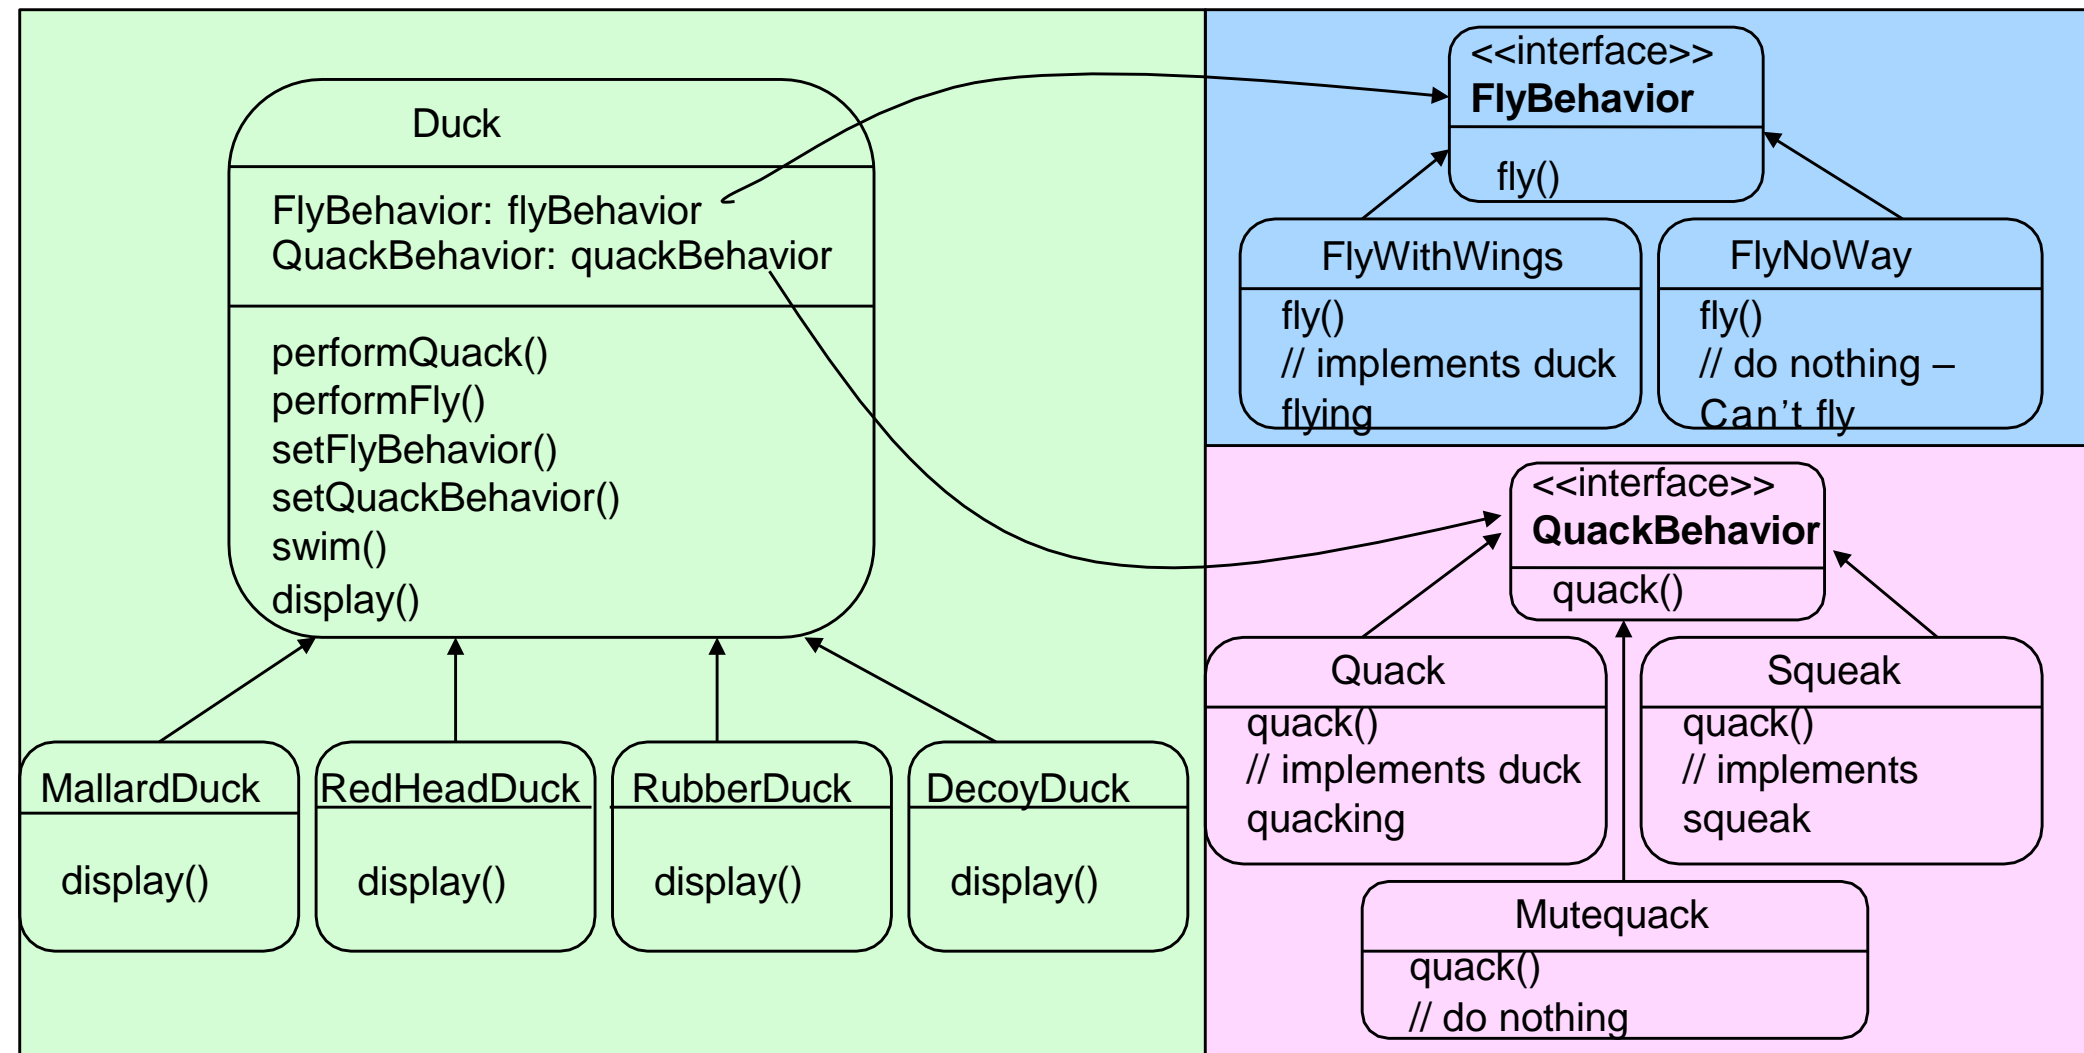 Duck
FlyBehavior: flyBehavior
QuackBehavior: quackBehavior
performQuack()
performFly()
setFlyBehavior()
setQuackBehavior()
swim()
display()
MallardDuck
display()
RedHeadDuck
display()
RubberDuck
display()
DecoyDuck
display()
<<interface>>
FlyBehavior
fly()
FlyWithWings
fly()
// implements duck
flying
FlyNoWay
fly()
// do nothing –
Can’t fly
<<interface>>
QuackBehavior
quack()
Quack
quack()
// implements duck
quacking
Squeak
quack()
// implements
squeak
Mutequack
quack()
// do nothing